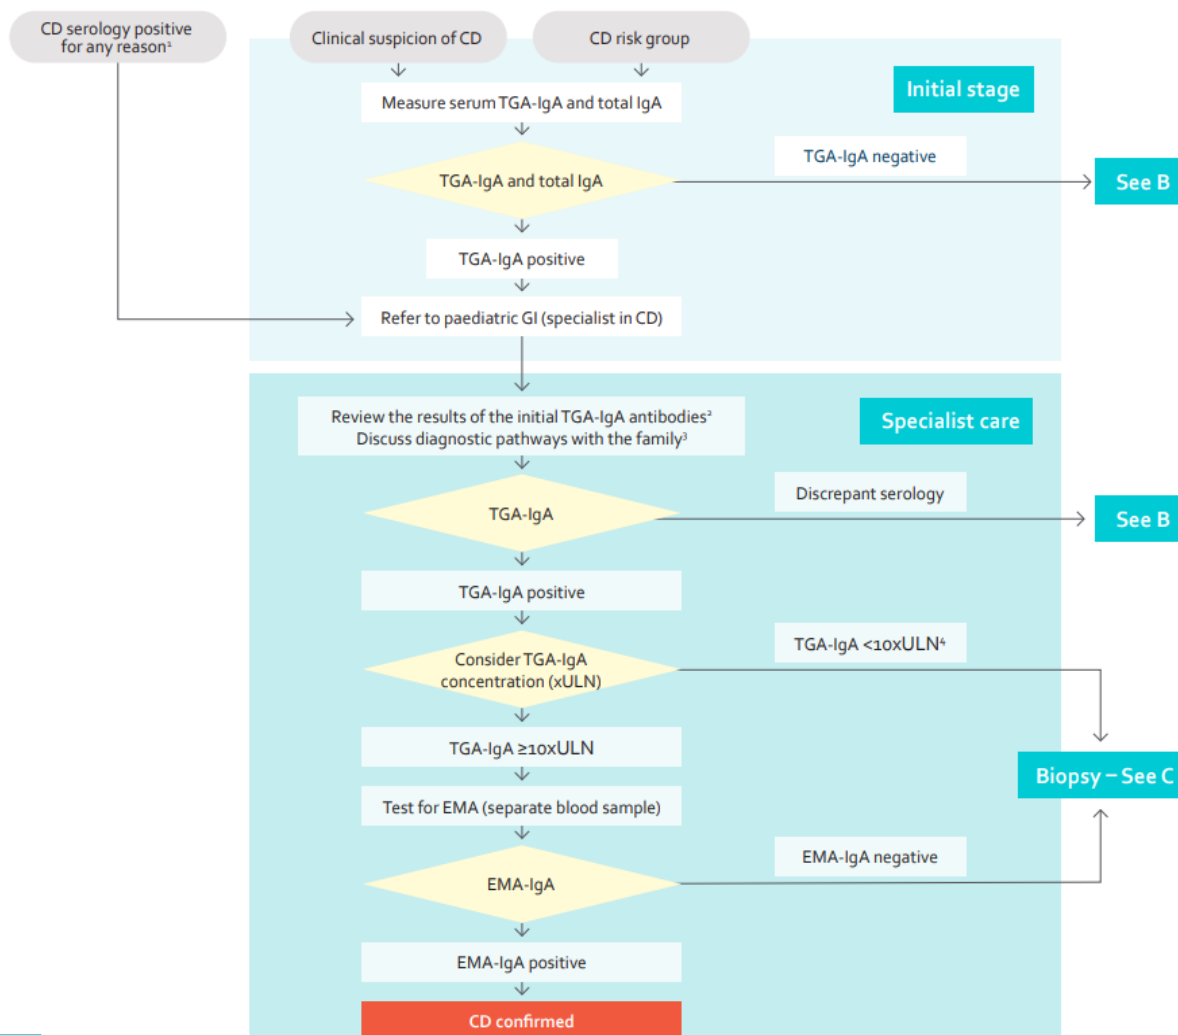 CD serology positive
for any reason¹
Clinical suspicion of CD
CD risk group
Initial stage
Measure serum TGA-IgA and total IgA
TGA-IgA negative
TGA-IgA and total IgA
See B
TGA-IgA positive
Refer to paediatric GI (specialist in CD)
Review the results of the initial TGA-IgA antibodies²
Discuss diagnostic pathways with the family³
Specialist care
Discrepant serology
TGA-IgA
See B
TGA-IgA positive
TGA-IgA <10xULN⁴
Consider TGA-IgA
concentration (xULN)
TGA-IgA ≥10xULN
Biopsy – See C
Test for EMA (separate blood sample)
EMA-IgA negative
EMA-IgA
EMA-IgA positive
CD confirmed